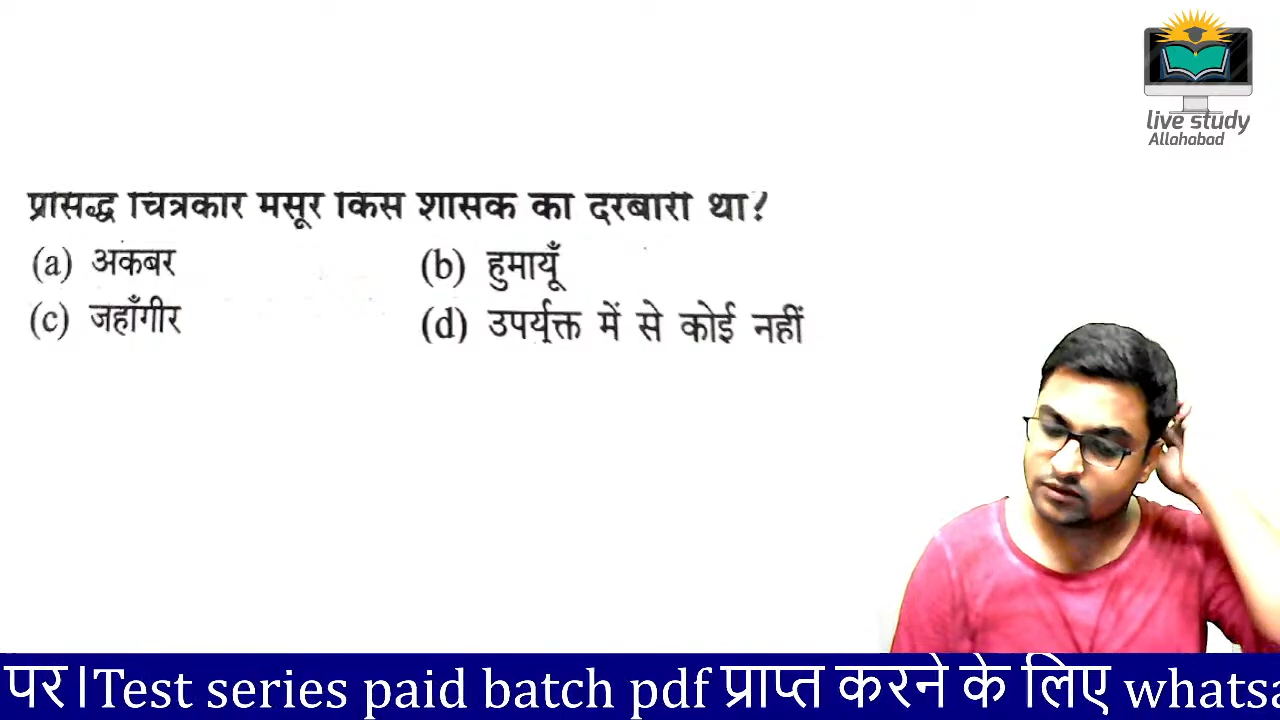 live study
Allahabad
प्रसिद्ध चित्रकार मसूर किस शासक का दरबारी था?
(a) अकबर (b) हुमायूँ
(c) जहाँगीर (d) उपर्युक्त में से कोई नहीं
पर।Test series paid batch pdf प्राप्त करने के लिए whatsa